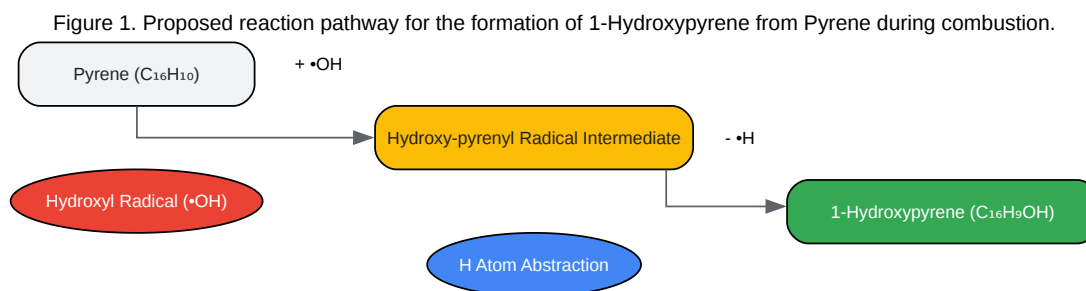 Figure 1. Proposed reaction pathway for the formation of 1-Hydroxypyrene from Pyrene during combustion.
Pyrene (C₁₆H₁₀)
+ •OH
Hydroxy-pyrenyl Radical Intermediate
- •H
Hydroxyl Radical (•OH)
1-Hydroxypyrene (C₁₆H₉OH)
H Atom Abstraction